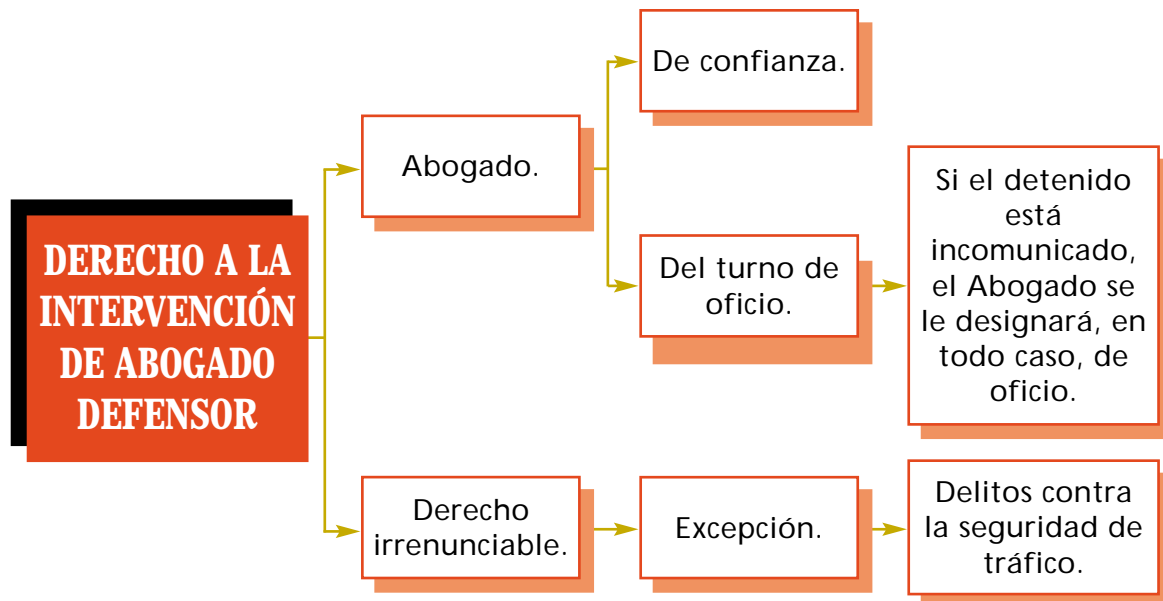 DERECHO A LA
INTERVENCIÓN
DE ABOGADO
DEFENSOR
Abogado.
De confianza.
Del turno de
oficio.
Si el detenido
está
incomunicado,
el Abogado se
le designará, en
todo caso, de
oficio.
Derecho
irrenunciable.
Excepción.
Delitos contra
la seguridad de
tráfico.